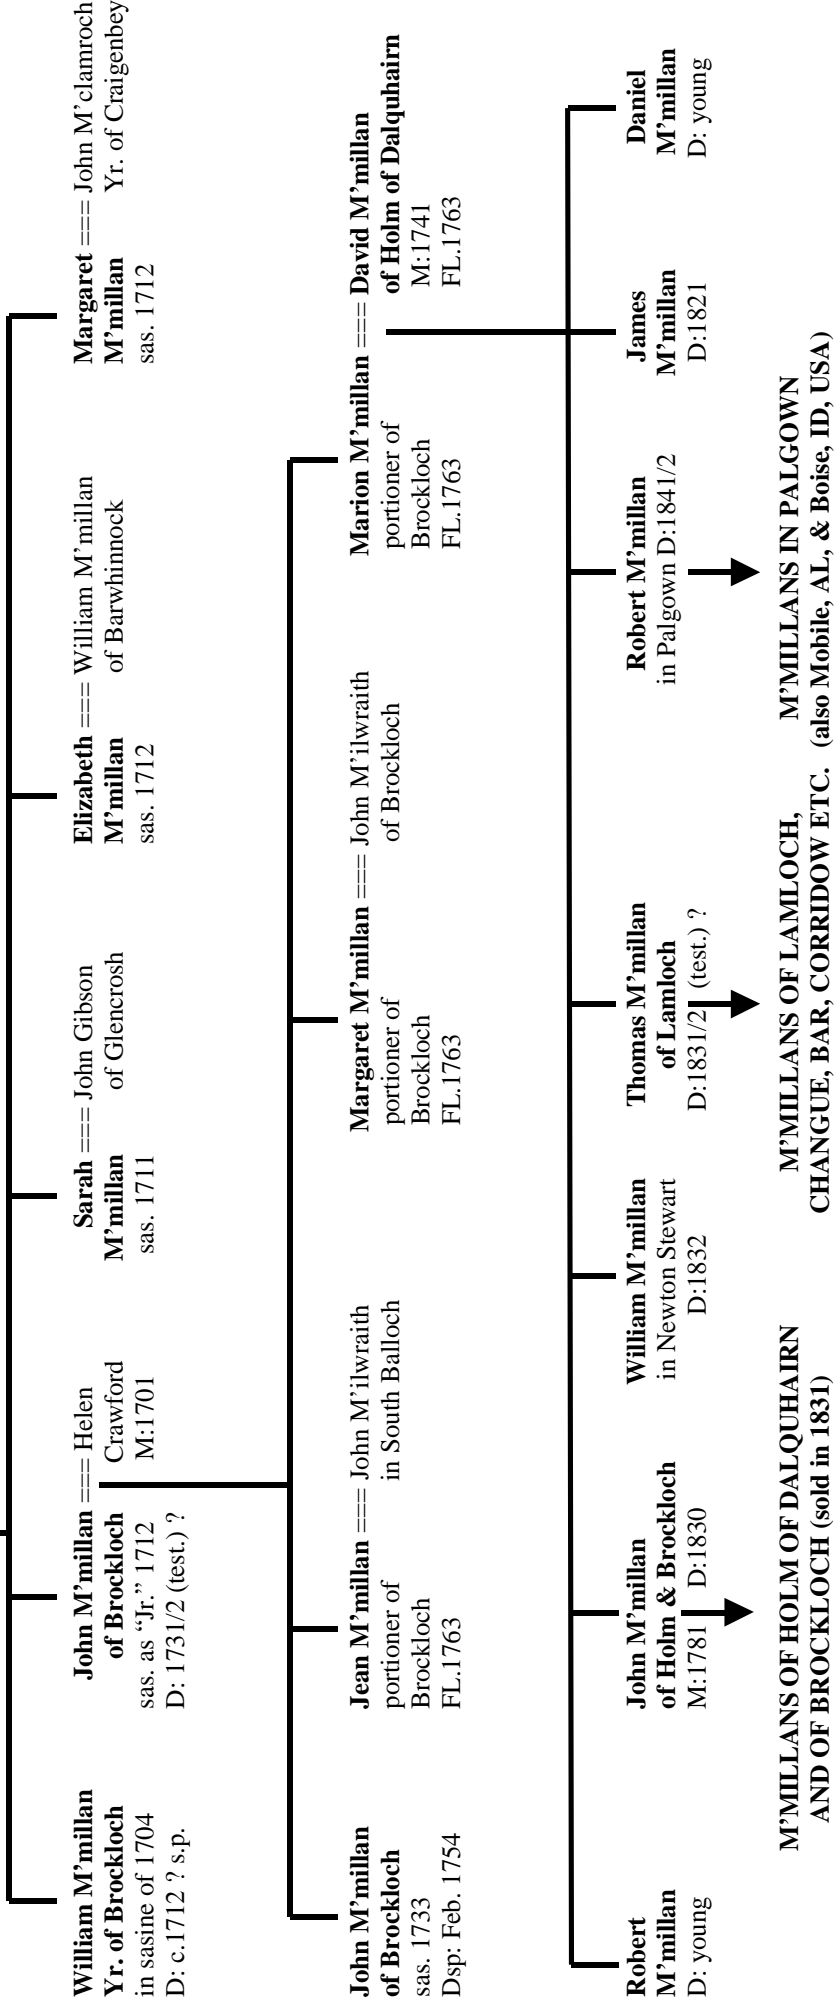 William M’millan
Yr. of Brockloch
in sasine of 1704
D: c.1712 ? s.p.
John M’millan === Helen
of Brockloch Crawford
sas. as “Jr.” 1712 M:1701
D: 1731/2 (test.) ?
Sarah === John Gibson
M’millan of Glencrosh
sas. 1711
Elizabeth === William M’millan
M’millan of Barwhinnock
sas. 1712
Margaret === John M’clamroch
M’millan Yr. of Craigenbey
sas. 1712
John M’millan
of Brockloch
sas. 1733
Dsp: Feb. 1754
Jean M’millan === John M’ilwraith
portioner of in South Balloch
Brockloch
FL.1763
Margaret M’millan === John M’ilwraith
portioner of of Brockloch
Brockloch
FL.1763
Marion M’millan === David M’millan
portioner of of Holm of Dalquhairn
Brockloch M:1741
FL.1763 FL.1763
Robert
M’millan
D: young
John M’millan
of Holm & Brockloch
M:1781 D:1830
William M’millan
in Newton Stewart
D:1832
Thomas M’millan
of Lamloch
D:1831/2 (test.) ?
Robert M’millan
in Palgown D:1841/2
James
M’millan
D:1821
Daniel
M’millan
D: young
M’MILLANS OF HOLM OF DALQUHAIRN
AND OF BROCKLOCH (sold in 1831)
M’MILLANS OF LAMLOCH,
CHANGUE, BAR, CORRIDOW ETC.
M’MILLANS IN PALGOWN
(also Mobile, AL, & Boise, ID, USA)